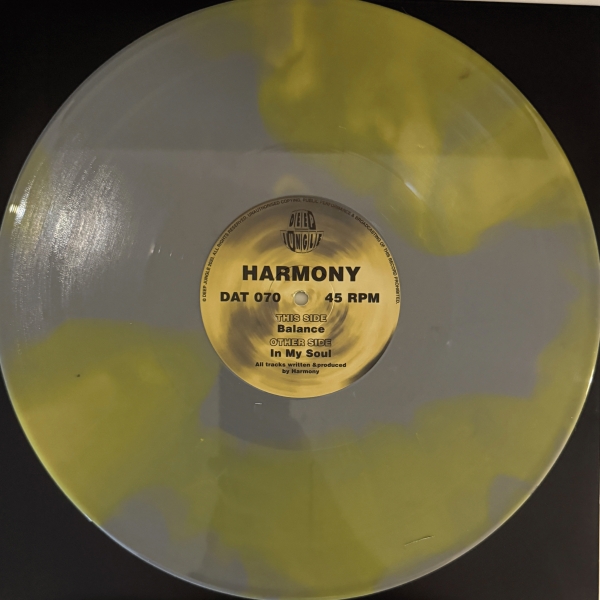 DEEP
JUNGLE
HARMONY
DAT 070 45 RPM
THIS SIDE
Balance
OTHER SIDE
In My Soul
All tracks written &produced
by Harmony